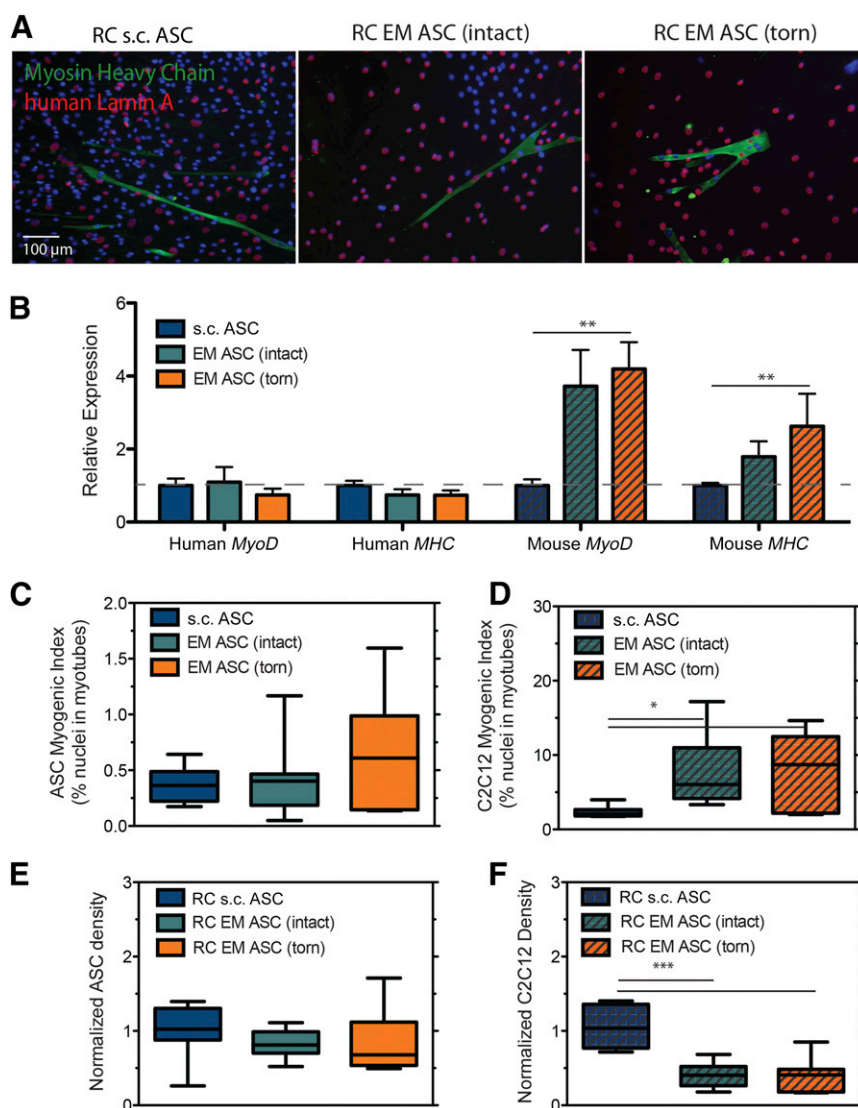 A
RC s.c. ASC
RC EM ASC (intact)
RC EM ASC (torn)
Myosin Heavy Chain
human Lamin A
100 µm
B
Relative Expression
6
4
2
0
s.c. ASC
EM ASC (intact)
EM ASC (torn)
**
**
Human MyoD
Human MHC
Mouse MyoD
Mouse MHC
C
ASC Myogenic Index
(% nuclei in myotubes)
2.0
1.5
1.0
0.5
0.0
s.c. ASC
EM ASC (intact)
EM ASC (torn)
D
C2C12 Myogenic Index
(% nuclei in myotubes)
30
20
10
0
s.c. ASC
EM ASC (intact)
EM ASC (torn)
*
E
Normalized ASC density
3
2
1
0
RC s.c. ASC
RC EM ASC (intact)
RC EM ASC (torn)
F
Normalized C2C12 Density
3
2
1
0
RC s.c. ASC
RC EM ASC (intact)
RC EM ASC (torn)
***